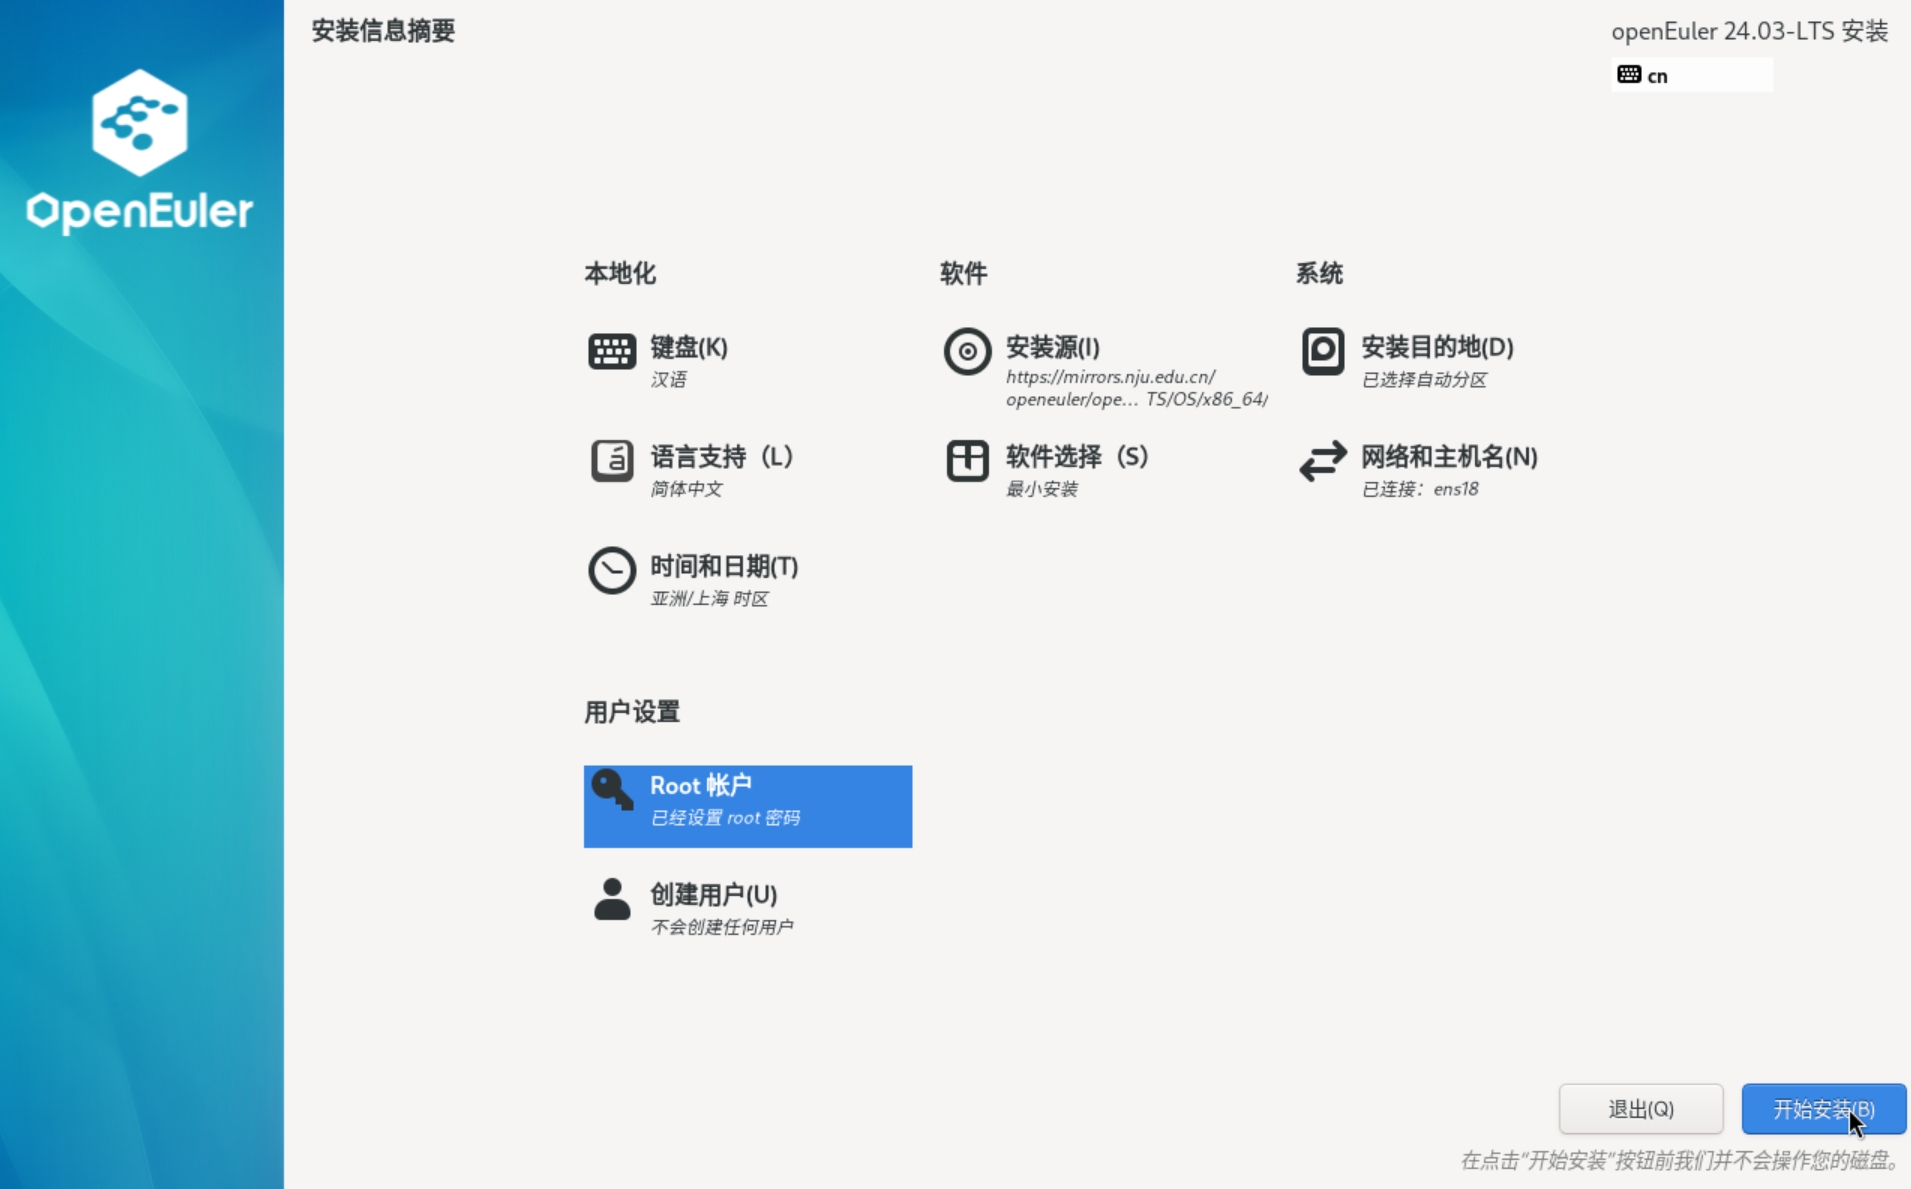 安装信息摘要
openEuler 24.03-LTS 安装
cn
OpenEuler
本地化
键盘(K)
汉语
语言支持（L）
简体中文
时间和日期(T)
亚洲/上海 时区
软件
安装源(I)
https://mirrors.nju.edu.cn/
openeuler/ope... TS/OS/x86_64/
软件选择（S）
最小安装
系统
安装目的地(D)
已选择自动分区
网络和主机名(N)
已连接：ens18
用户设置
Root 帐户
已经设置 root 密码
创建用户(U)
不会创建任何用户
退出(Q)
开始安装(B)
在点击“开始安装”按钮前我们并不会操作您的磁盘。